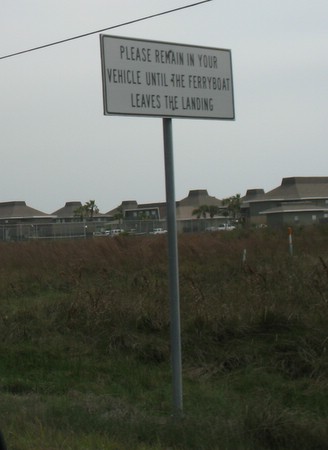 PLEASE REMAIN IN YOUR
VEHICLE UNTIL THE FERRYBOAT
LEAVES THE LANDING